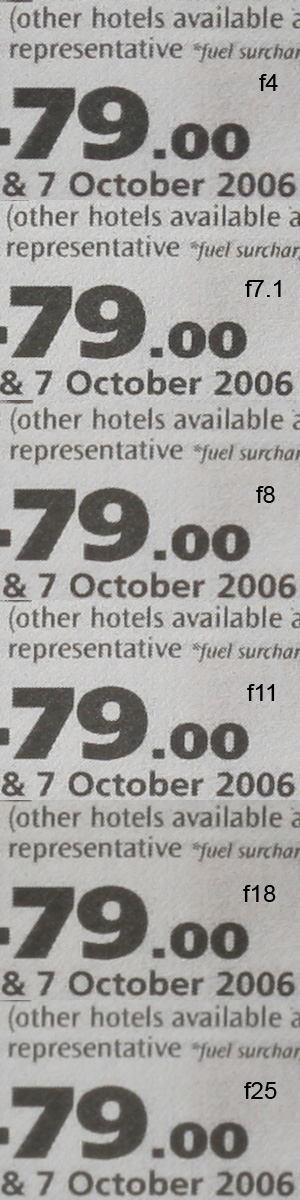 (other hotels available
representative *fuel surchar
f4
79.00
& 7 October 2006
(other hotels available a
representative *fuel surchar
f7.1
79.00
& 7 October 2006
(other hotels available
representative *fuel surchar
f8
79.00
& 7 October 2006
(other hotels available
representative *fuel surchar
f11
79.00
& 7 October 2006
(other hotels available
representative *fuel surchar
f18
79.00
& 7 October 2006
(other hotels available
representative *fuel surchar
f25
79.00
& 7 October 2006